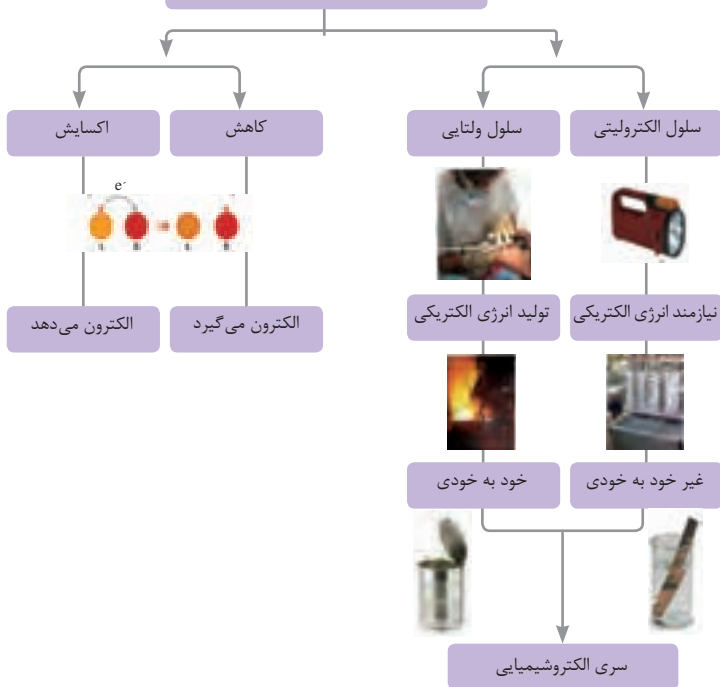 اکسایش
کاهش
سلول ولتایی
سلول الکترولیتی
e-
الکترون می‌دهد
الکترون می‌گیرد
تولید انرژی الکتریکی
نیازمند انرژی الکتریکی
خود به خودی
غیر خود به خودی
سری الکتروشیمیایی